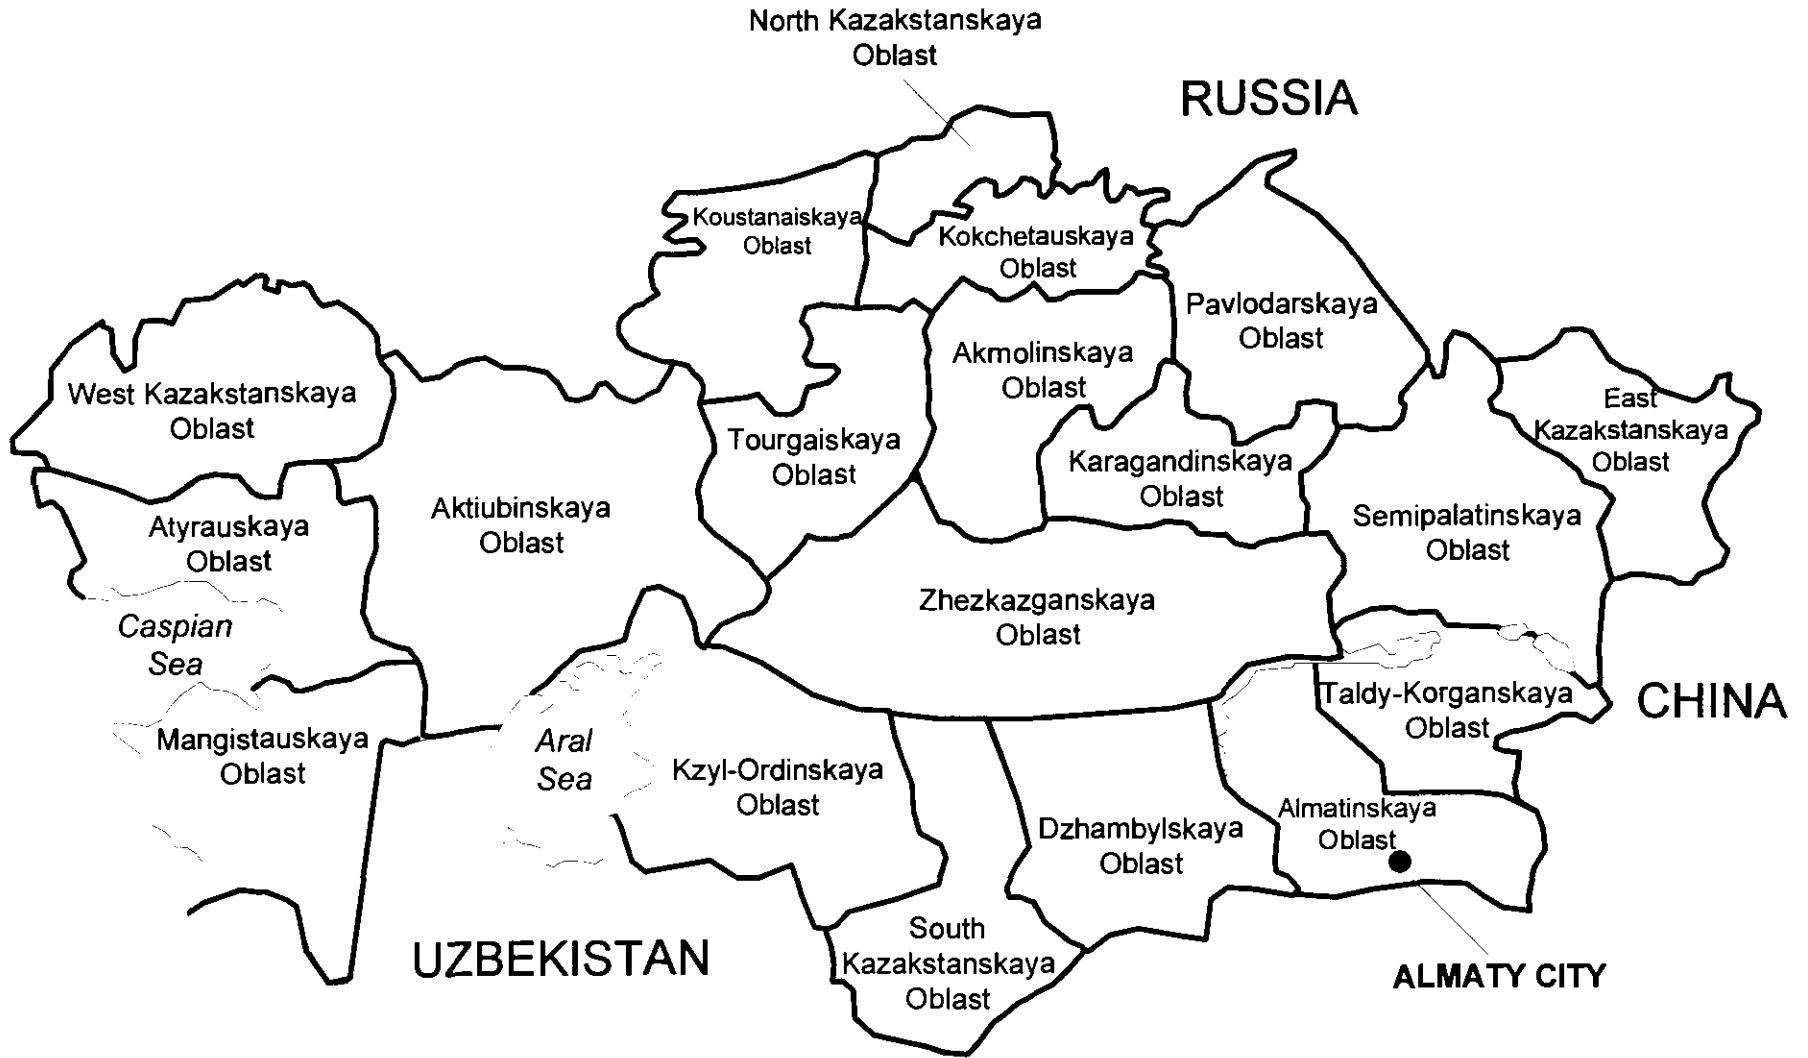 North Kazakstanskaya
Oblast
RUSSIA
Koustanaiskaya
Oblast
Kokchetauskaya
Oblast
Pavlodarskaya
Oblast
Akmolinskaya
Oblast
West Kazakstanskaya
Oblast
East
Kazakstanskaya
Oblast
Tourgaiskaya
Oblast
Karagandinskaya
Oblast
Aktiubinskaya
Oblast
Semipalatinskaya
Oblast
Atyrauskaya
Oblast
Zhezkazganskaya
Oblast
Caspian
Sea
Taldy-Korganskaya
Oblast
CHINA
Mangistauskaya
Oblast
Aral
Sea
Kzyl-Ordinskaya
Oblast
Almatinskaya
Oblast
Dzhambylskaya
Oblast
South
Kazakstanskaya
Oblast
UZBEKISTAN
ALMATY CITY